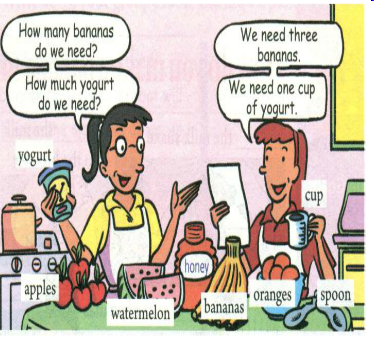 How many bananas
do we need?
How much yogurt
do we need?
We need three
bananas.
We need one cup
of yogurt.
yogurt
cup
honey
apples
watermelon
bananas
oranges
spoon